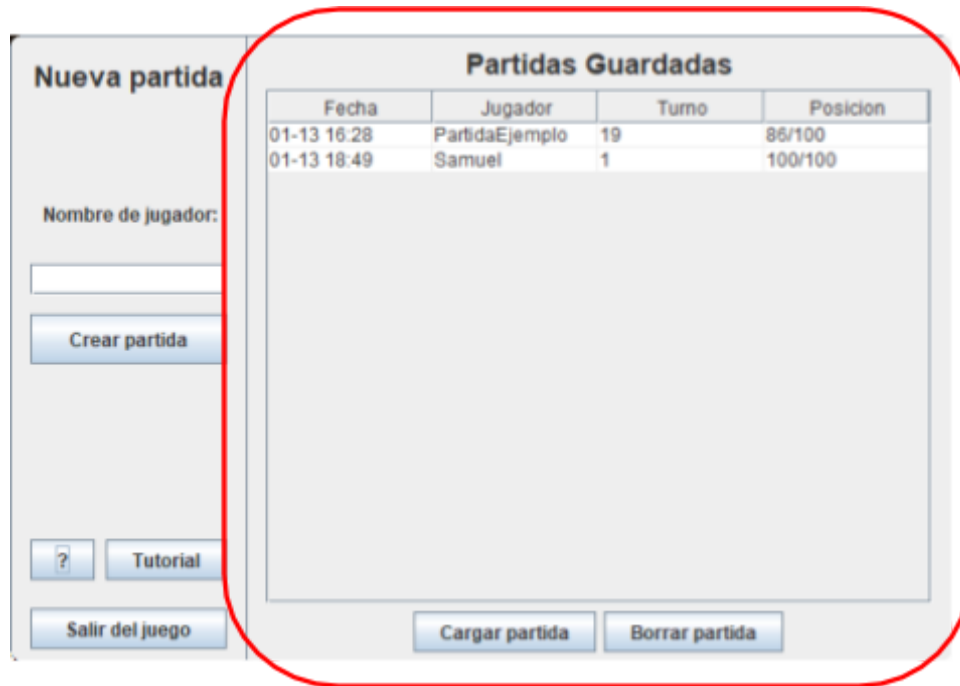 Nueva partida
Nombre de jugador:
Crear partida
?
Tutorial
Salir del juego
Partidas Guardadas
Fecha Jugador Turno Posicion
01-13 16:28 PartidaEjemplo 19 86/100
01-13 18:49 Samuel 1 100/100
Cargar partida
Borrar partida